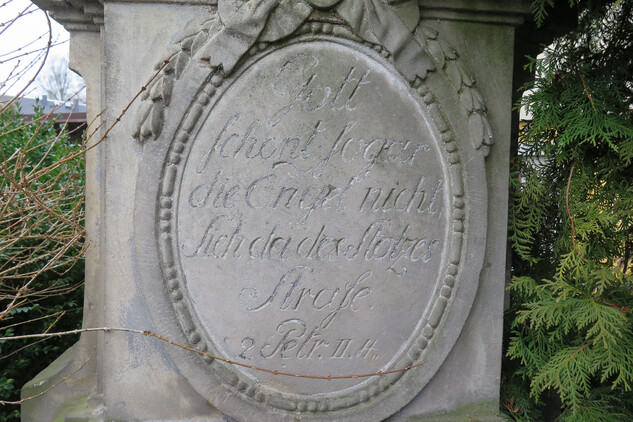 Gott
schont sogar
die Engel nicht,
Sieh da des Stolzes
Strafe.
2 Petr. II. 4.